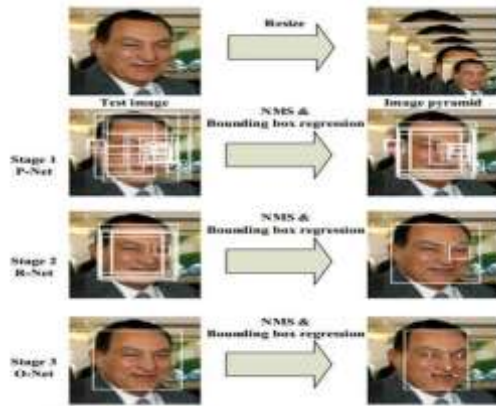 Resize
Test image
Image pyramid
NMS &
Bounding box regression
Stage 1
P-Net
NMS &
Bounding box regression
Stage 2
R-Net
NMS &
Bounding box regression
Stage 3
O-Net